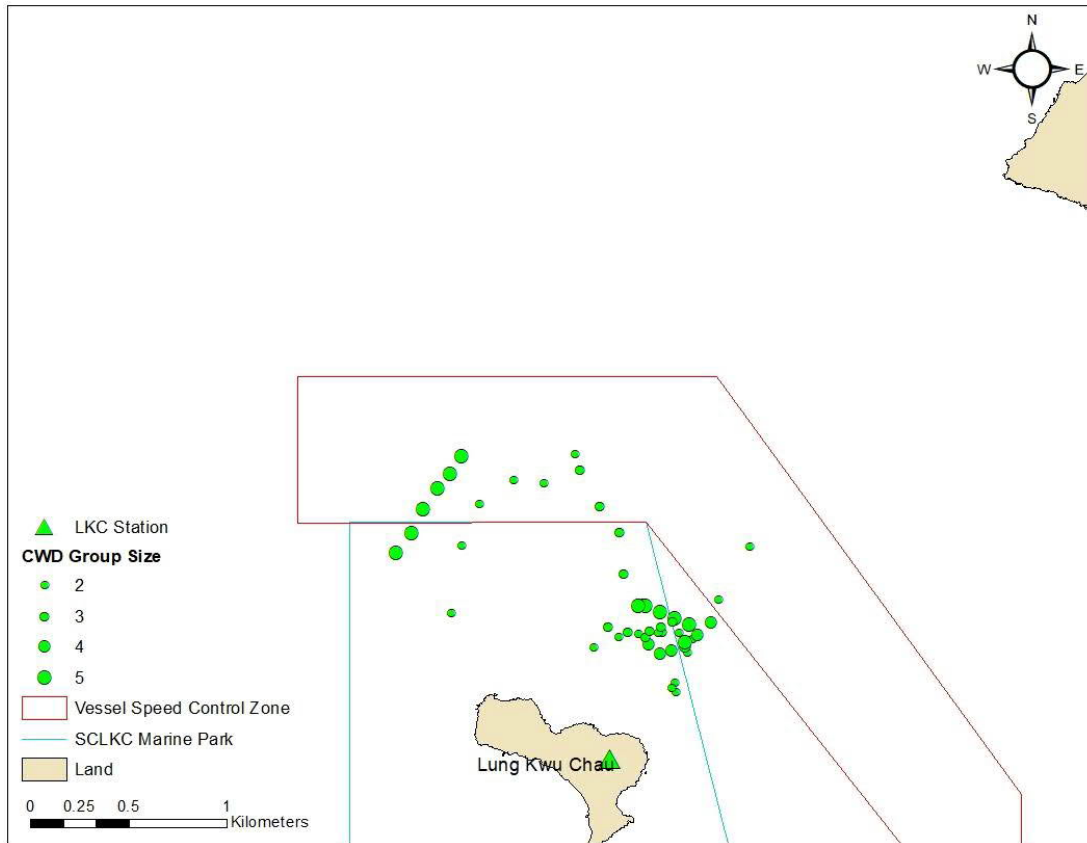 N
W E
S
LKC Station
CWD Group Size
2
3
4
5
Vessel Speed Control Zone
SCLKC Marine Park
Land
Lung Kwu Chau
0 0.25 0.5 1
Kilometers